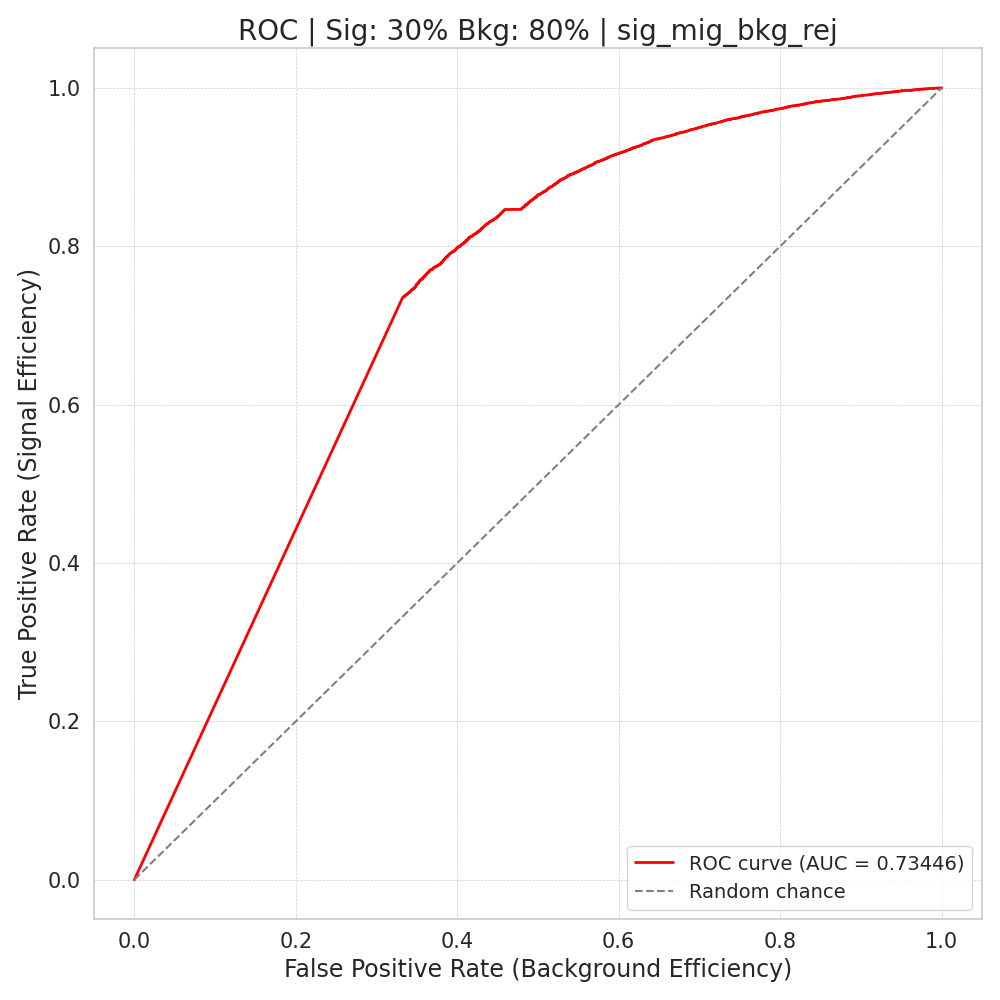 ROC | Sig: 30% Bkg: 80% | sig_mig_bkg_rej
True Positive Rate (Signal Efficiency)
1.0
0.8
0.6
0.4
0.2
0.0
ROC curve (AUC = 0.73446)
Random chance
0.0 0.2 0.4 0.6 0.8 1.0
False Positive Rate (Background Efficiency)